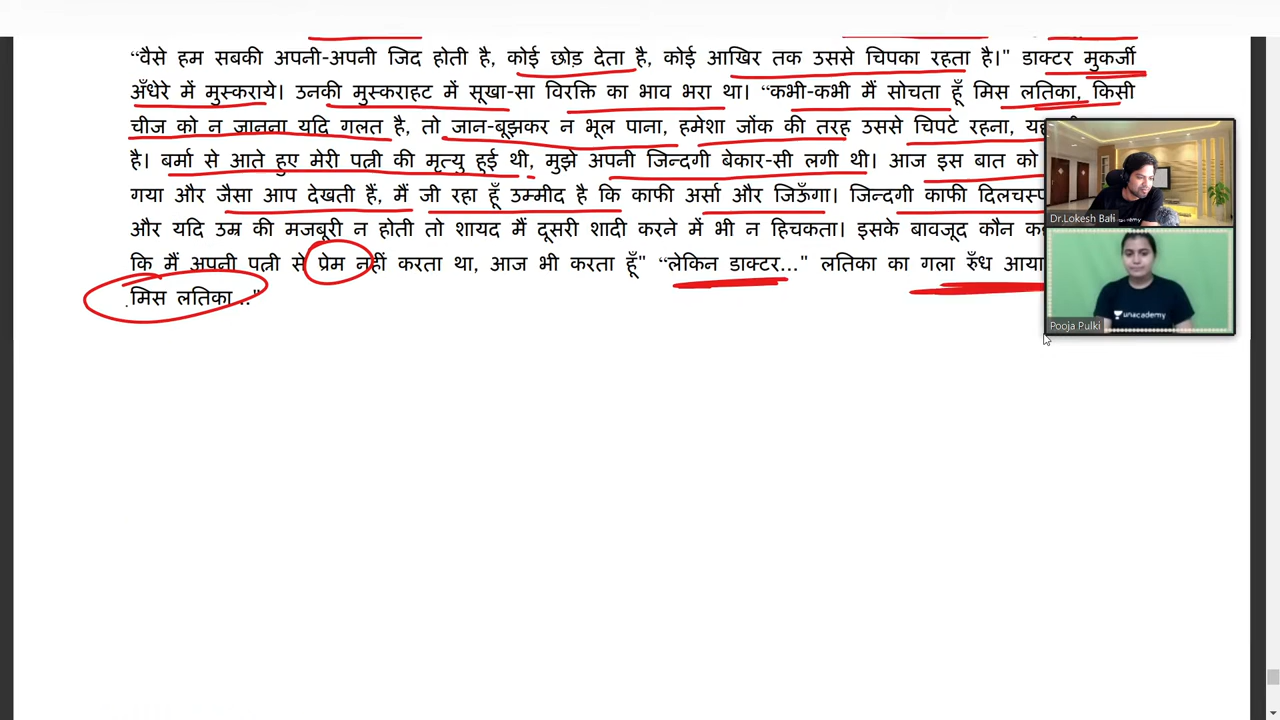 “वैसे हम सबकी अपनी-अपनी जिद होती है, कोई छोड देता है, कोई आखिर तक उससे चिपका रहता है।" डाक्टर मुकर्जी
अँधेरे में मुस्कराये। उनकी मुस्कराहट में सूखा-सा विरक्ति का भाव भरा था। “कभी-कभी मैं सोचता हूँ मिस लतिका, किसी
चीज को न जानना यदि गलत है, तो जान-बूझकर न भूल पाना, हमेशा जोंक की तरह उससे चिपटे रहना,
है। बर्मा से आते हुए मेरी पत्नी की मृत्यु हुई थी, मुझे अपनी जिन्दगी बेकार-सी लगी थी। आज इस बात को
गया और जैसा आप देखती हैं, मैं जी रहा हूँ उम्मीद है कि काफी अर्सा और जिऊँगा। जिन्दगी काफी
और यदि उम्र की मजबूरी न होती तो शायद मैं दूसरी शादी करने में भी न हिचकता। इसके बावजूद कौन
कि मैं अपनी पत्नी से प्रेम नहीं करता था, आज भी करता हूँ" “लेकिन डाक्टर..." लतिका का गला रुँध आया
मिस लतिका..."
Dr.Lokesh Bali
unacademy
Pooja Pulki